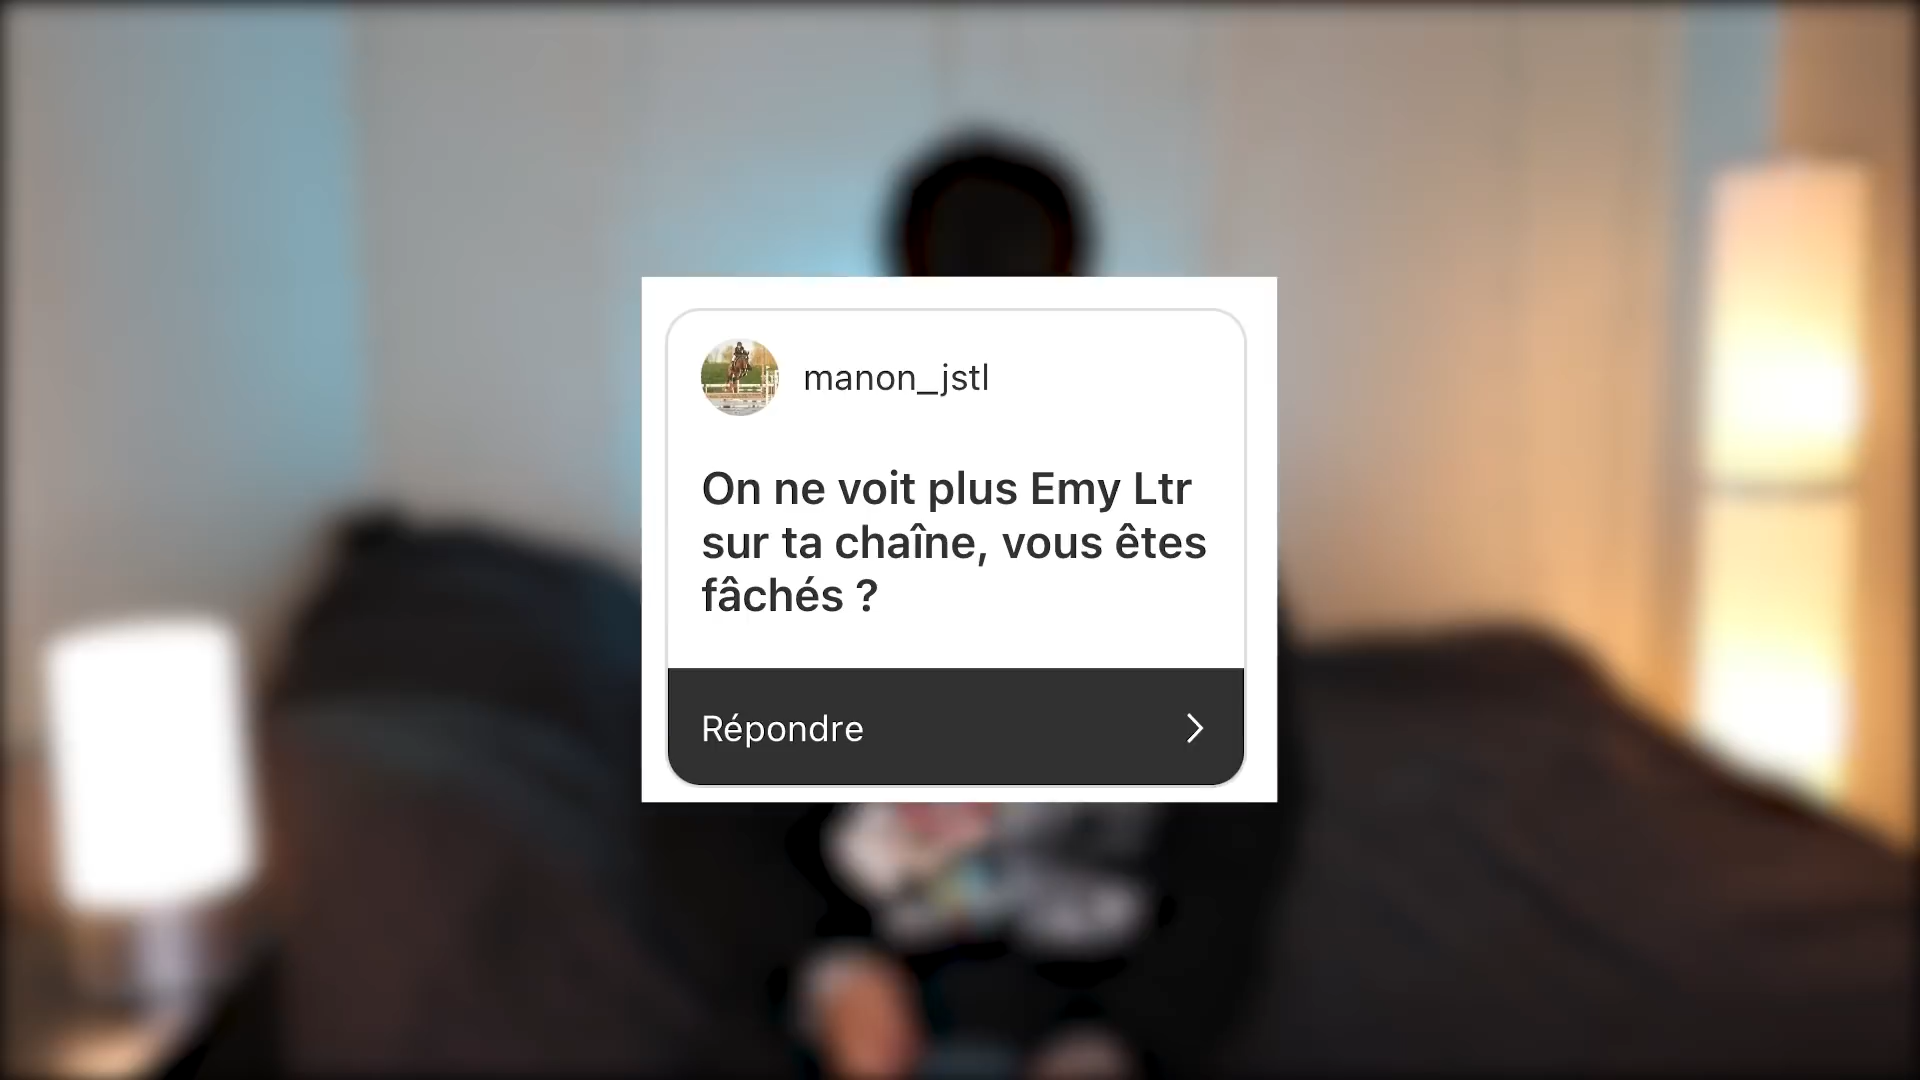 manon_jstl
On ne voit plus Emy Ltr
sur ta chaîne, vous êtes
fâchés ?
Répondre